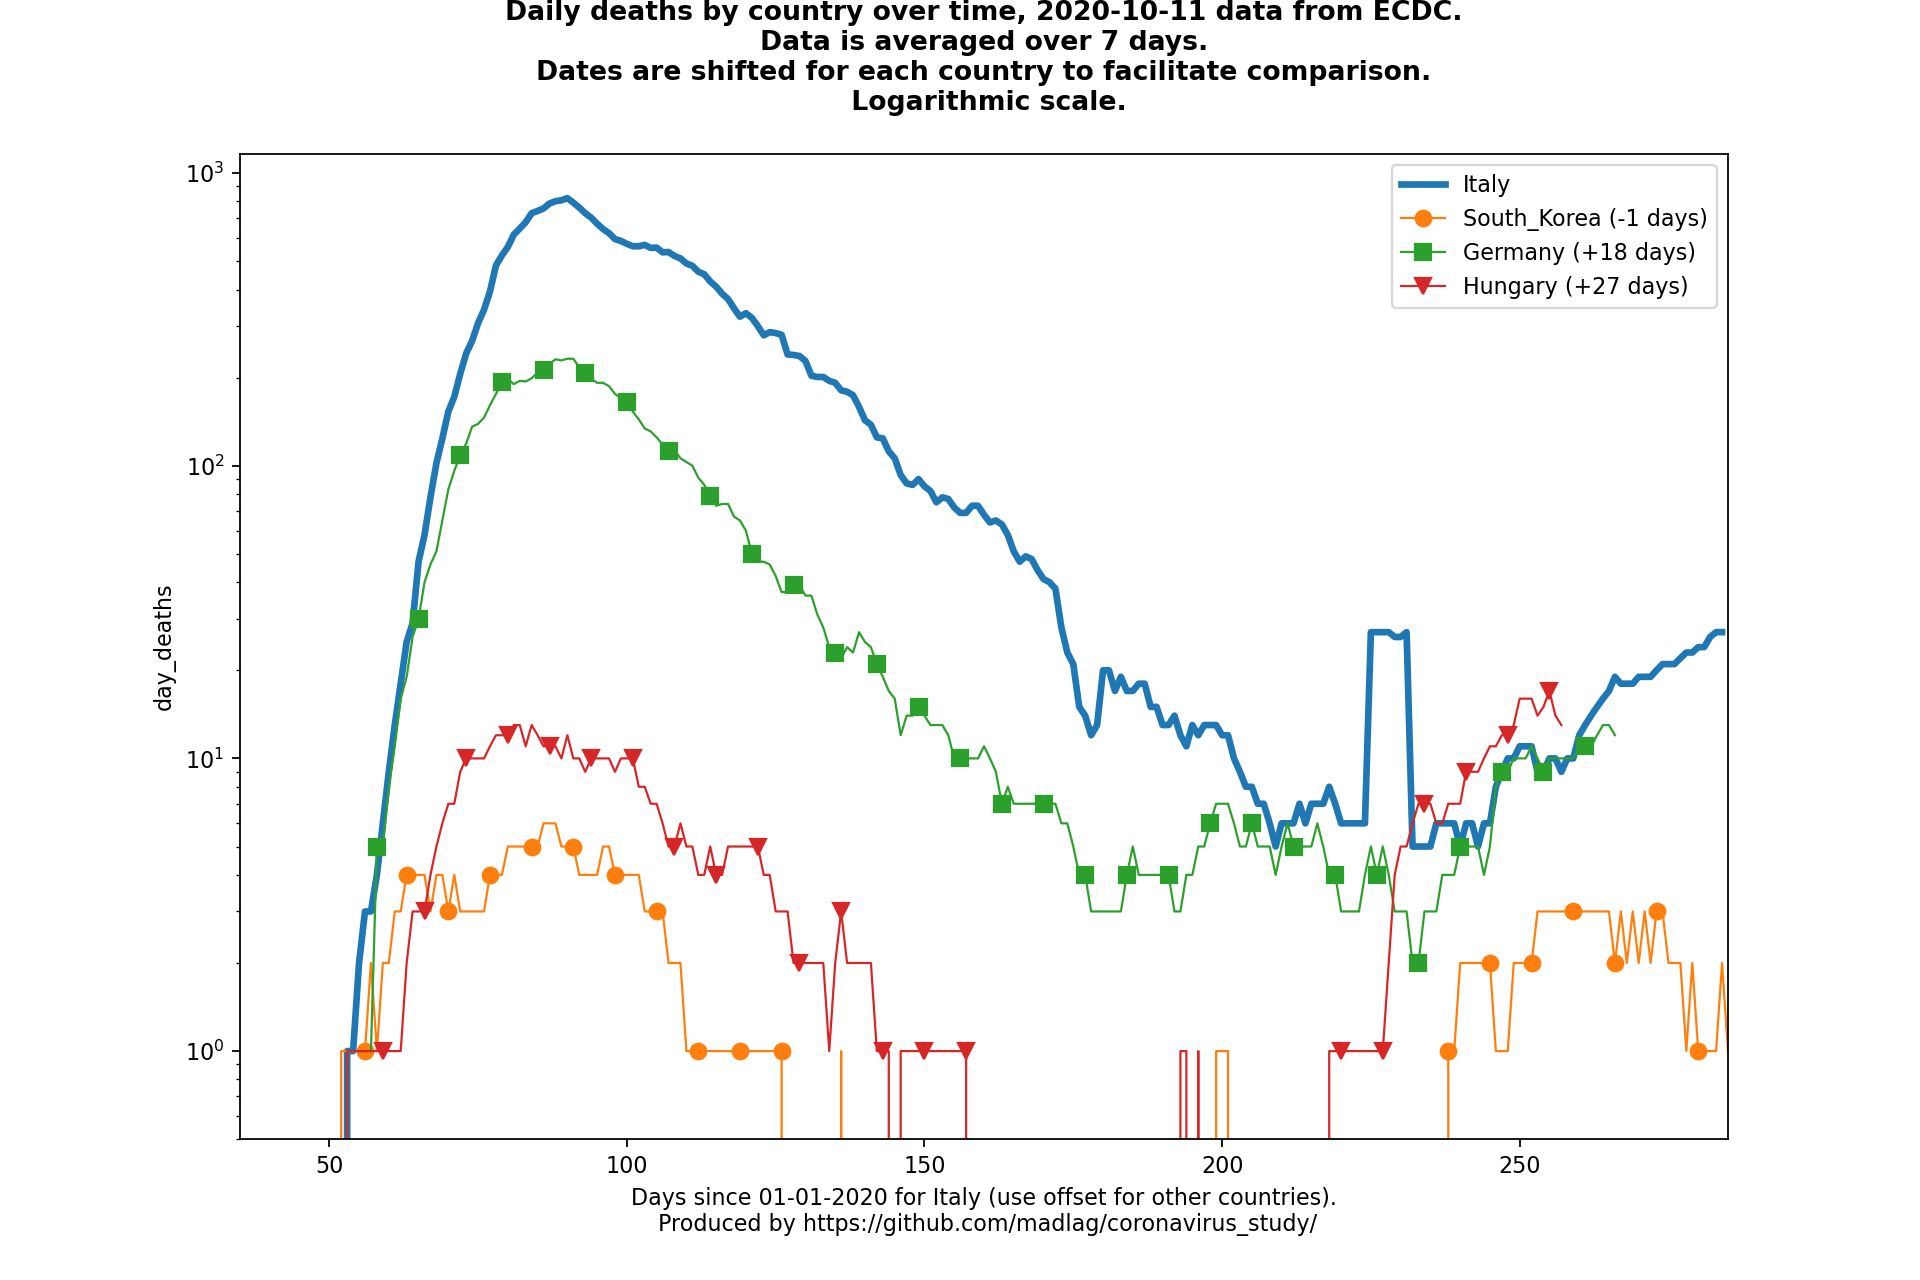 Daily deaths by country over time, 2020-10-11 data from ECDC.
Data is averaged over 7 days.
Dates are shifted for each country to facilitate comparison.
Logarithmic scale.
10³
10²
10¹
10⁰
day_deaths
Italy
South_Korea (-1 days)
Germany (+18 days)
Hungary (+27 days)
50 100 150 200 250
Days since 01-01-2020 for Italy (use offset for other countries).
Produced by https://github.com/madlag/coronavirus_study/